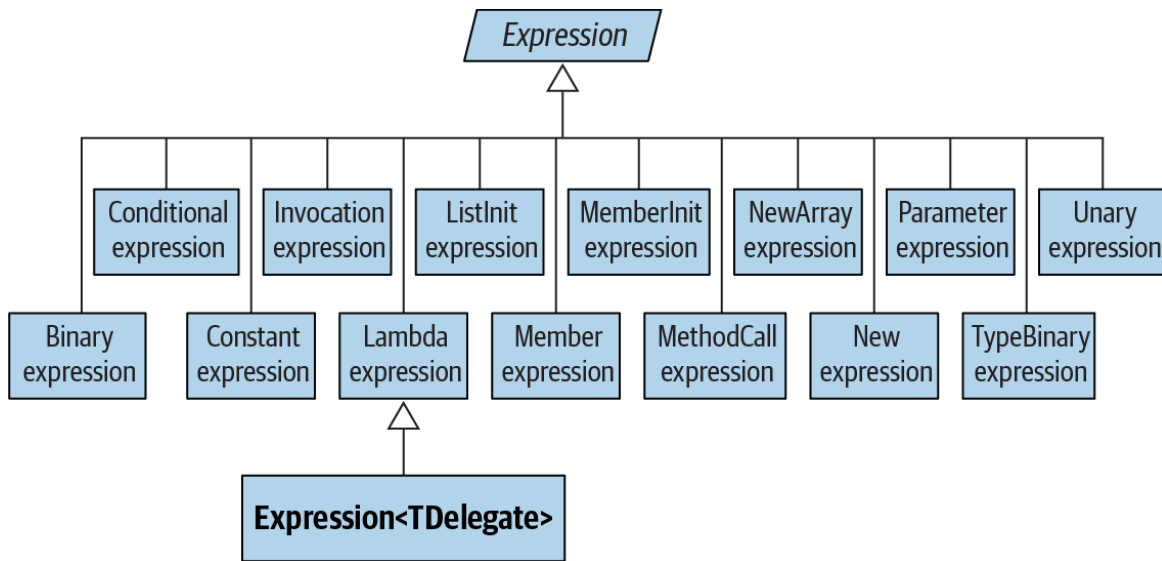 Expression
Conditional
expression
Invocation
expression
ListInit
expression
MemberInit
expression
NewArray
expression
Parameter
expression
Unary
expression
Binary
expression
Constant
expression
Lambda
expression
Member
expression
MethodCall
expression
New
expression
TypeBinary
expression
Expression<TDelegate>